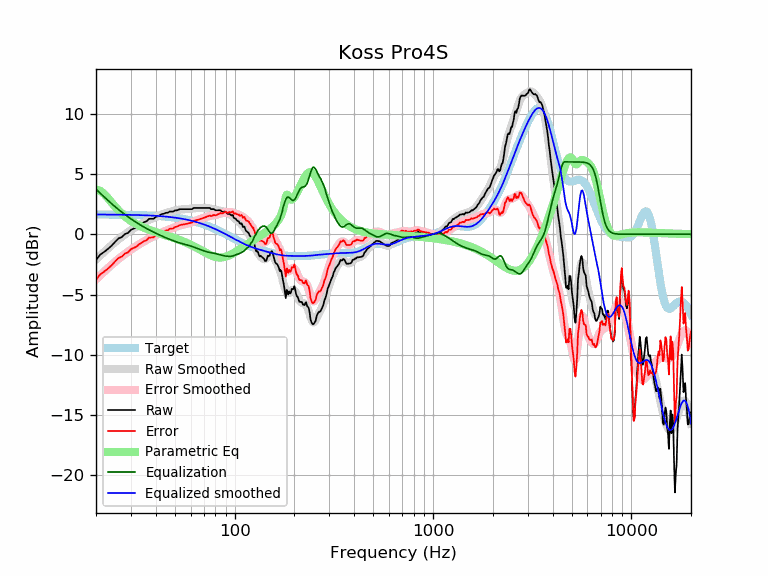 Koss Pro4S
Amplitude (dBr)
10
5
0
−5
−10
−15
−20
Target
Raw Smoothed
Error Smoothed
Raw
Error
Parametric Eq
Equalization
Equalized smoothed
100
1000
10000
Frequency (Hz)